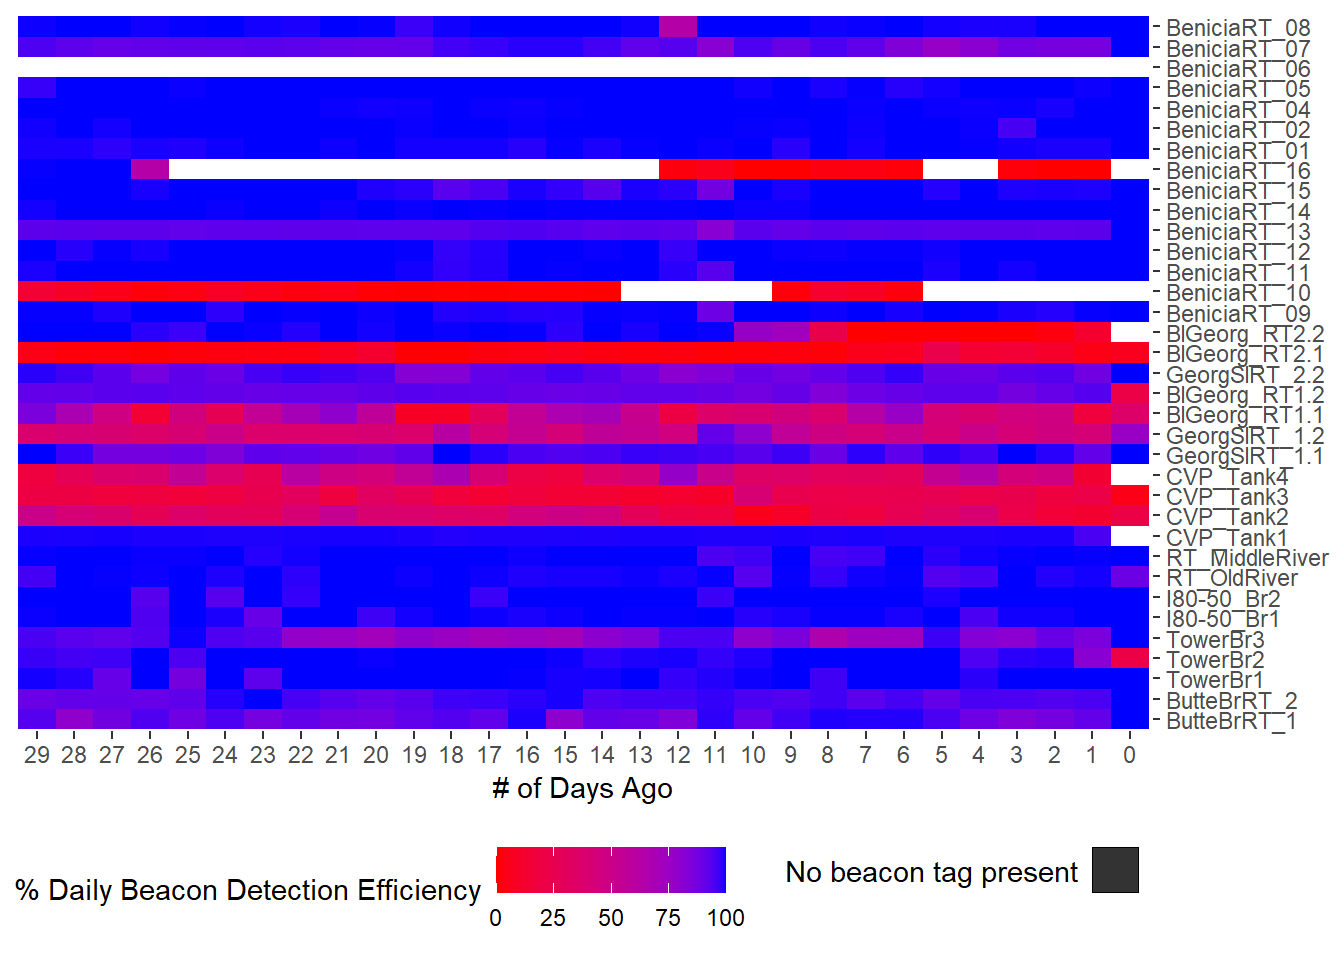 BeniciaRT_08
BeniciaRT_07
BeniciaRT_06
BeniciaRT_05
BeniciaRT_04
BeniciaRT_02
BeniciaRT_01
BeniciaRT_16
BeniciaRT_15
BeniciaRT_14
BeniciaRT_13
BeniciaRT_12
BeniciaRT_11
BeniciaRT_10
BeniciaRT_09
BlGeorg_RT2.2
BlGeorg_RT2.1
GeorgSlRT_2.2
BlGeorg_RT1.2
BlGeorg_RT1.1
GeorgSlRT_1.2
GeorgSlRT_1.1
CVP_Tank4
CVP_Tank3
CVP_Tank2
CVP_Tank1
RT_MiddleRiver
RT_OldRiver
I80-50_Br2
I80-50_Br1
TowerBr3
TowerBr2
TowerBr1
ButteBrRT_2
ButteBrRT_1
29 28 27 26 25 24 23 22 21 20 19 18 17 16 15 14 13 12 11 10 9 8 7 6 5 4 3 2 1 0
# of Days Ago
% Daily Beacon Detection Efficiency
0 25 50 75 100
No beacon tag present